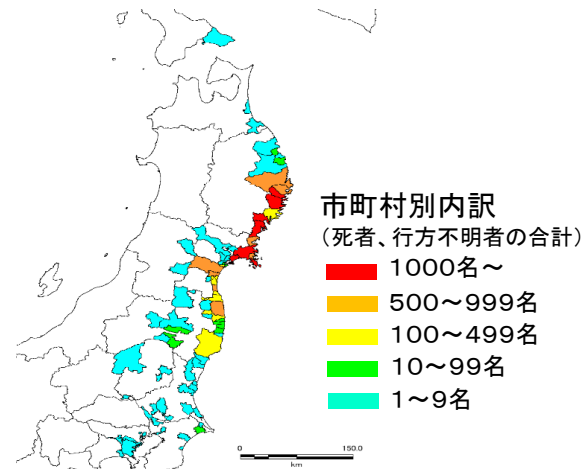 市町村別内訳
（死者、行方不明者の合計）
１０００名～
５００～９９９名
１００～４９９名
１０～９９名
１～９名
0 150.0
km